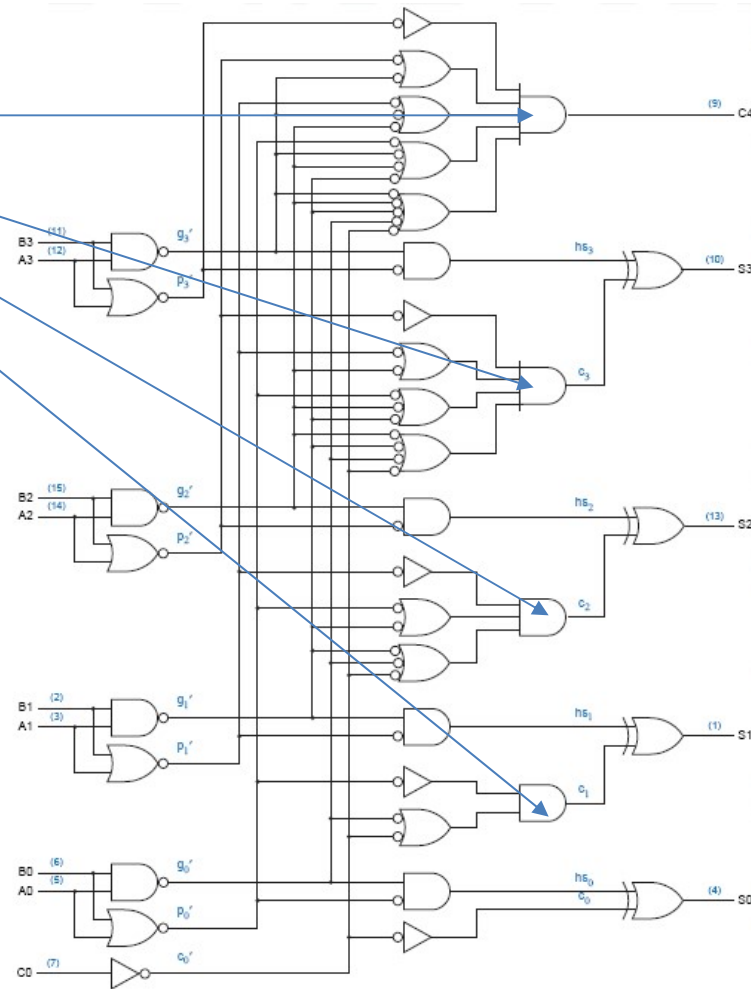 (9)
C4
B3 (11) g₃′
A3 (12)
p₃′
hs₃
(10)
S3
c₃
B2 (15) g₂′
A2 (14)
p₂′
hs₂
(13)
S2
c₂
B1 (2) g₁′
A1 (3)
p₁′
hs₁
(1)
S1
c₁
B0 (6) g₀′
A0 (5)
p₀′
hs₀
c₀
(4)
S0
C0 (7) c₀′